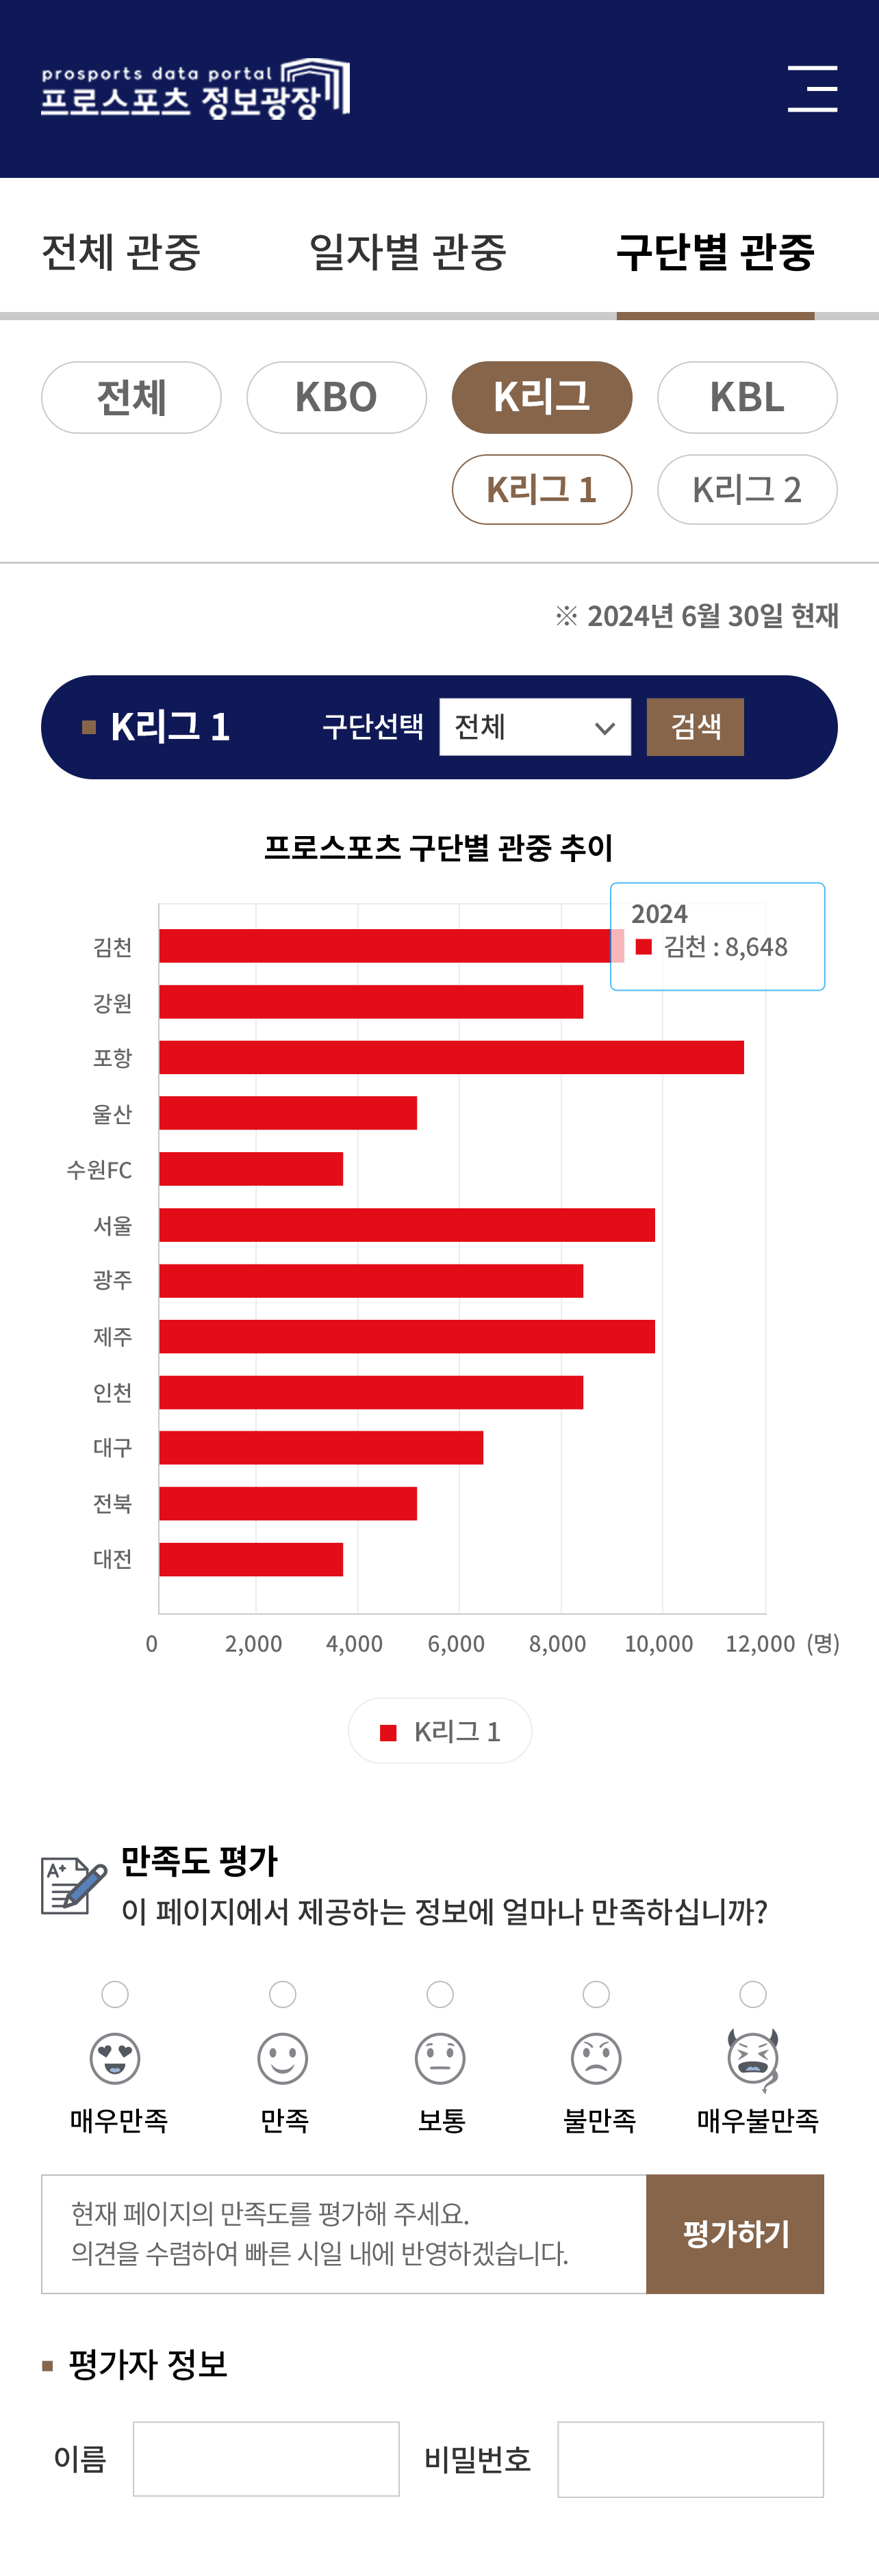 prosports data portal
프로스포츠 정보광장
전체 관중 일자별 관중 구단별 관중
전체 KBO K리그 KBL
K리그 1 K리그 2
※ 2024년 6월 30일 현재
K리그 1 구단선택 전체 검색
프로스포츠 구단별 관중 추이
2024
김천 : 8,648
김천
강원
포항
울산
수원FC
서울
광주
제주
인천
대구
전북
대전
0 2,000 4,000 6,000 8,000 10,000 12,000 (명)
K리그 1
A+
만족도 평가
이 페이지에서 제공하는 정보에 얼마나 만족하십니까?
매우만족 만족 보통 불만족 매우불만족
현재 페이지의 만족도를 평가해 주세요.
의견을 수렴하여 빠른 시일 내에 반영하겠습니다.
평가하기
평가자 정보
이름 비밀번호